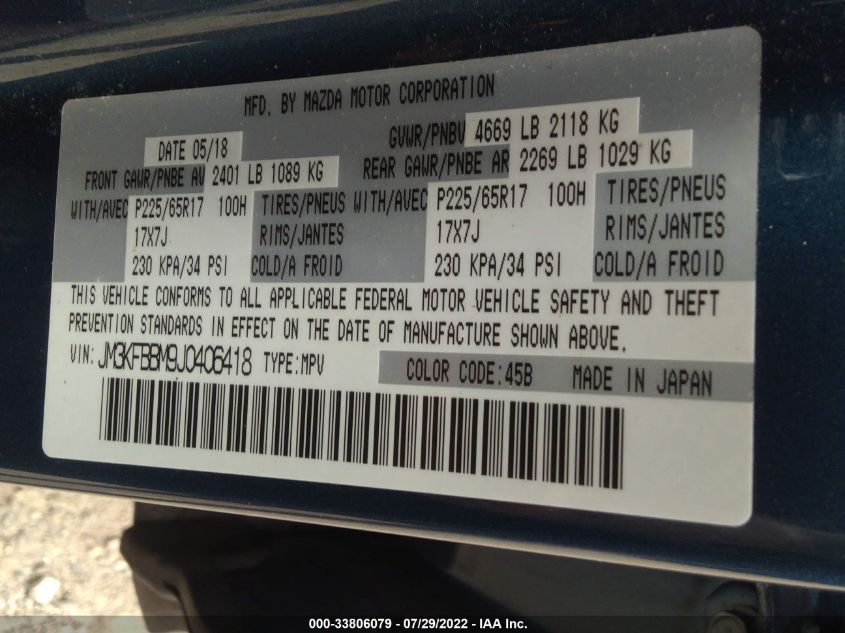 MFD. BY MAZDA MOTOR CORPORATION
DATE 05/18 GVWR/PNBV 4669 LB 2118 KG
FRONT GAWR/PNBE AV 2401 LB 1089 KG REAR GAWR/PNBE AR 2269 LB 1029 KG
WITH/AVEC P225/65R17 100H TIRES/PNEUS WITH/AVEC P225/65R17 100H TIRES/PNEUS
17X7J RIMS/JANTES 17X7J RIMS/JANTES
230 KPA/34 PSI COLD/A FROID 230 KPA/34 PSI COLD/A FROID
THIS VEHICLE CONFORMS TO ALL APPLICABLE FEDERAL MOTOR VEHICLE SAFETY AND THEFT
PREVENTION STANDARDS IN EFFECT ON THE DATE OF MANUFACTURE SHOWN ABOVE.
VIN: JM3KFBBM9J0406418 TYPE:MPV COLOR CODE:45B MADE IN JAPAN
000-33806079 - 07/29/2022 - IAA Inc.